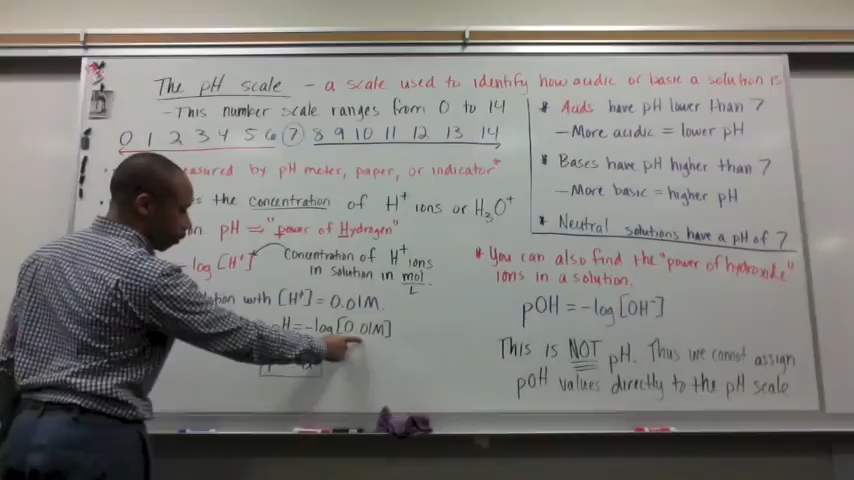 The pH scale - a scale used to identify how acidic or basic a solution is
-This number scale ranges from 0 to 14
0 1 2 3 4 5 6 7 8 9 10 11 12 13 14
easured by pH meter, paper, or indicator*
s the concentration of H⁺ ions or H₃O⁺
pH ⇒ "power of Hydrogen"
-log [H⁺]
Concentration of H⁺ ions
in solution in mol/L
with [H⁺] = 0.01M.
= -log[0.01M]
* Acids have pH lower than 7
-More acidic = lower pH
* Bases have pH higher than 7
-More basic = higher pH
* Neutral solutions have a pH of 7
* You can also find the "power of hydroxide"
ions in a solution.
pOH = -log[OH⁻]
This is NOT pH. Thus we cannot assign
pOH values directly to the pH scale